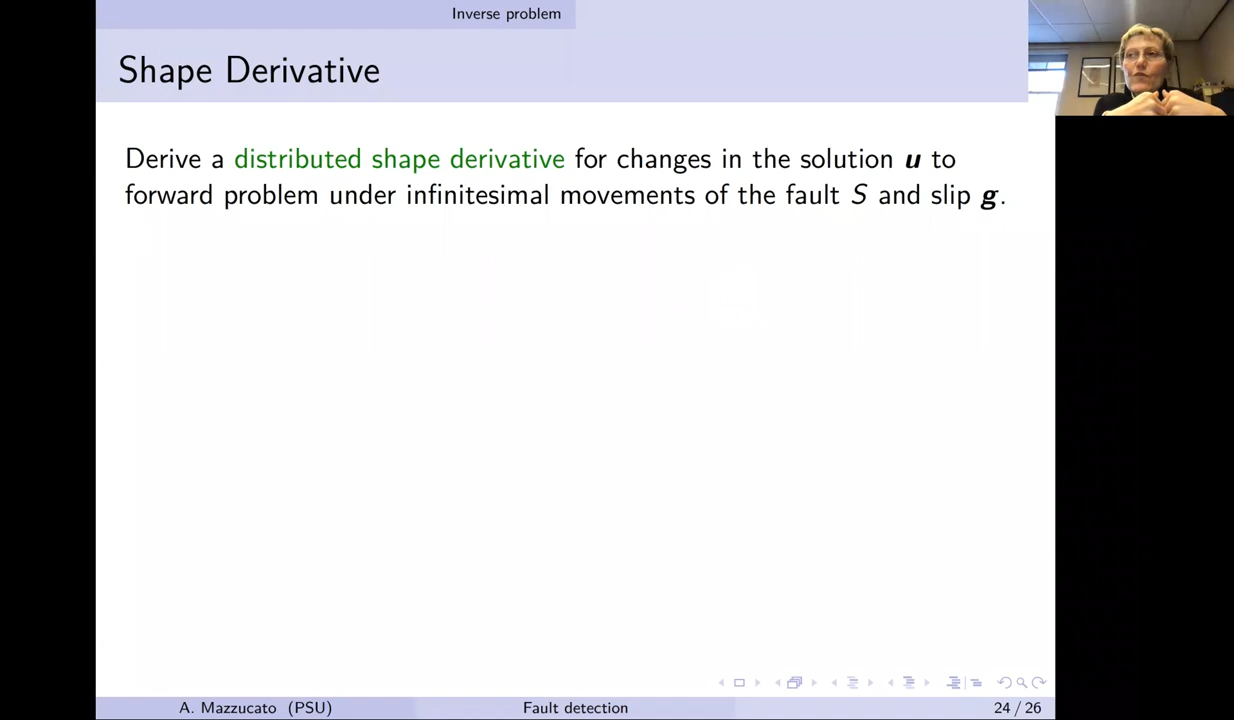 Inverse problem
Shape Derivative
Derive a distributed shape derivative for changes in the solution u to
forward problem under infinitesimal movements of the fault S and slip g.
A. Mazzucato (PSU) Fault detection 24 / 26